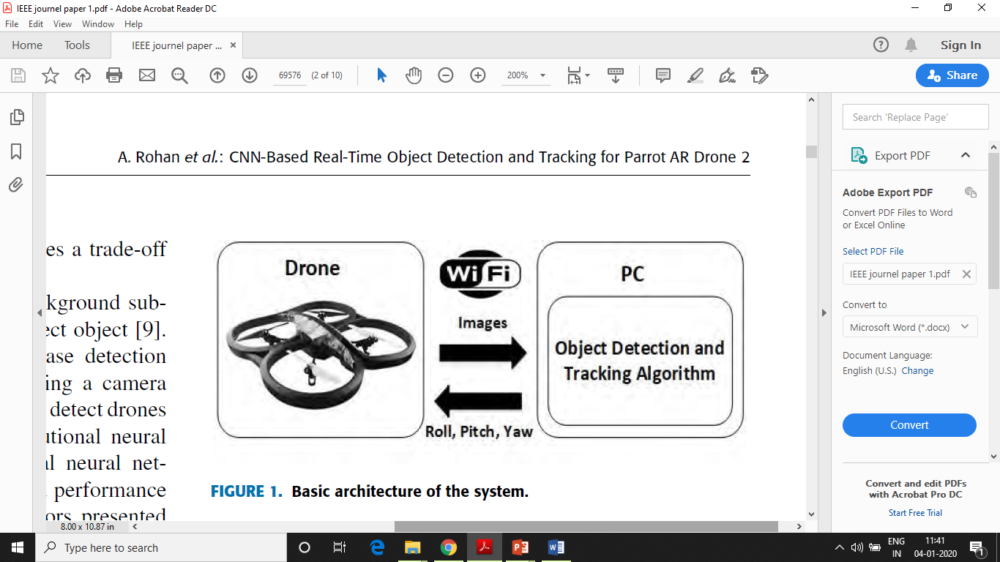 IEEE journel paper 1.pdf - Adobe Acrobat Reader DC
File Edit View Window Help
Home Tools IEEE journel paper ... × Sign In
69576 (2 of 10) 200% Share
A. Rohan et al.: CNN-Based Real-Time Object Detection and Tracking for Parrot AR Drone 2
es a trade-off
kground sub-
ect object [9].
ase detection
ing a camera
detect drones
utional neural
al neural net-
performance
ors presented
Drone
WiFi
Images
Roll, Pitch, Yaw
PC
Object Detection and
Tracking Algorithm
FIGURE 1. Basic architecture of the system.
8.00 x 10.87 in
Search 'Replace Page'
Export PDF
Adobe Export PDF
Convert PDF Files to Word
or Excel Online
Select PDF File
IEEE journel paper 1.pdf
Convert to
Microsoft Word (*.docx)
Document Language:
English (U.S.) Change
Convert
Convert and edit PDFs
with Acrobat Pro DC
Start Free Trial
Type here to search
ENG
IN
11:41
04-01-2020
1